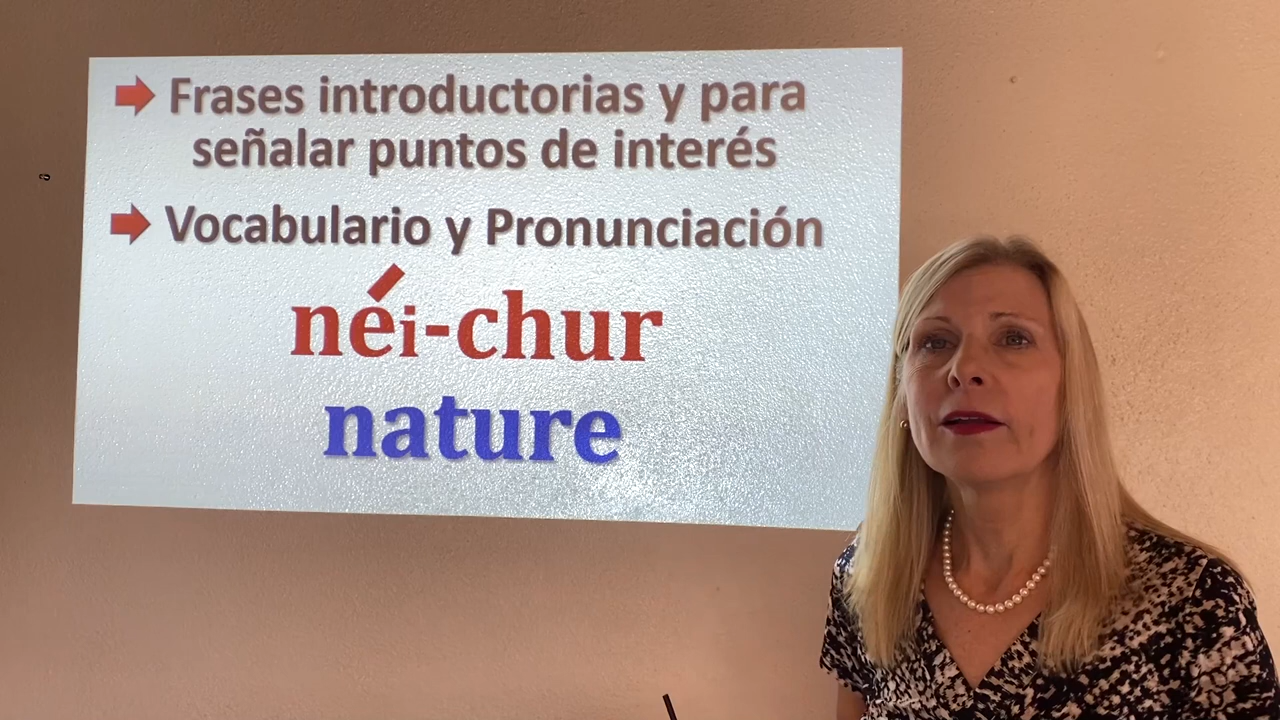 Frases introductorias y para
señalar puntos de interés
Vocabulario y Pronunciación
néi-chur
nature